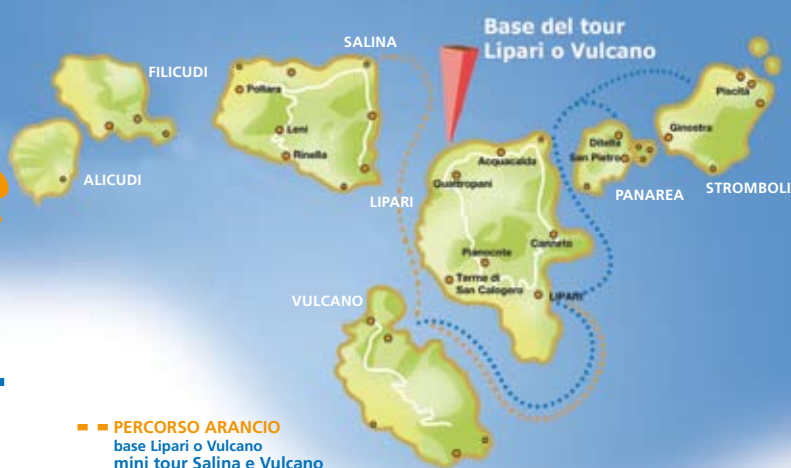 Base del tour
Lipari o Vulcano
SALINA
FILICUDI
Pollara
Leni
Rinella
ALICUDI
LIPARI
Acquacalda
Quattropani
Canneto
Pianoconte
Terme di
San Calogero
LIPARI
Piscità
Ginostra
Ditella
San Pietro
PANAREA
STROMBOLI
VULCANO
PERCORSO ARANCIO
base Lipari o Vulcano
mini tour Salina e Vulcano